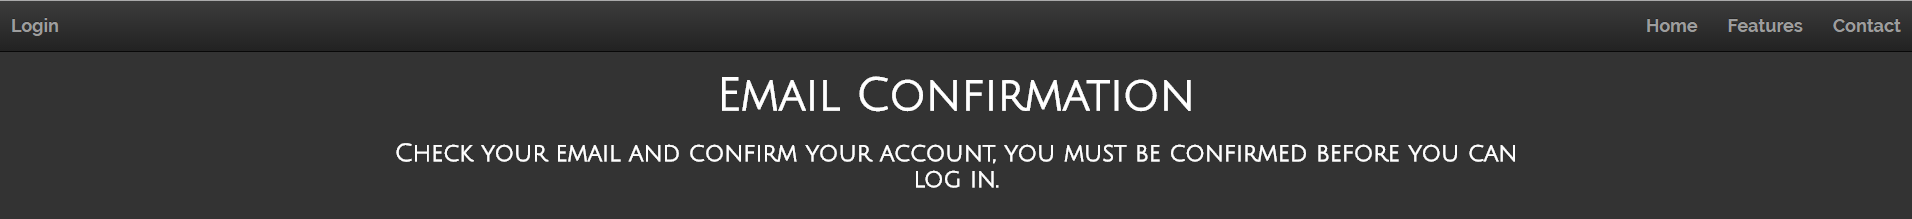 Login Home Features Contact
Email Confirmation
Check your email and confirm your account, you must be confirmed before you can
log in.